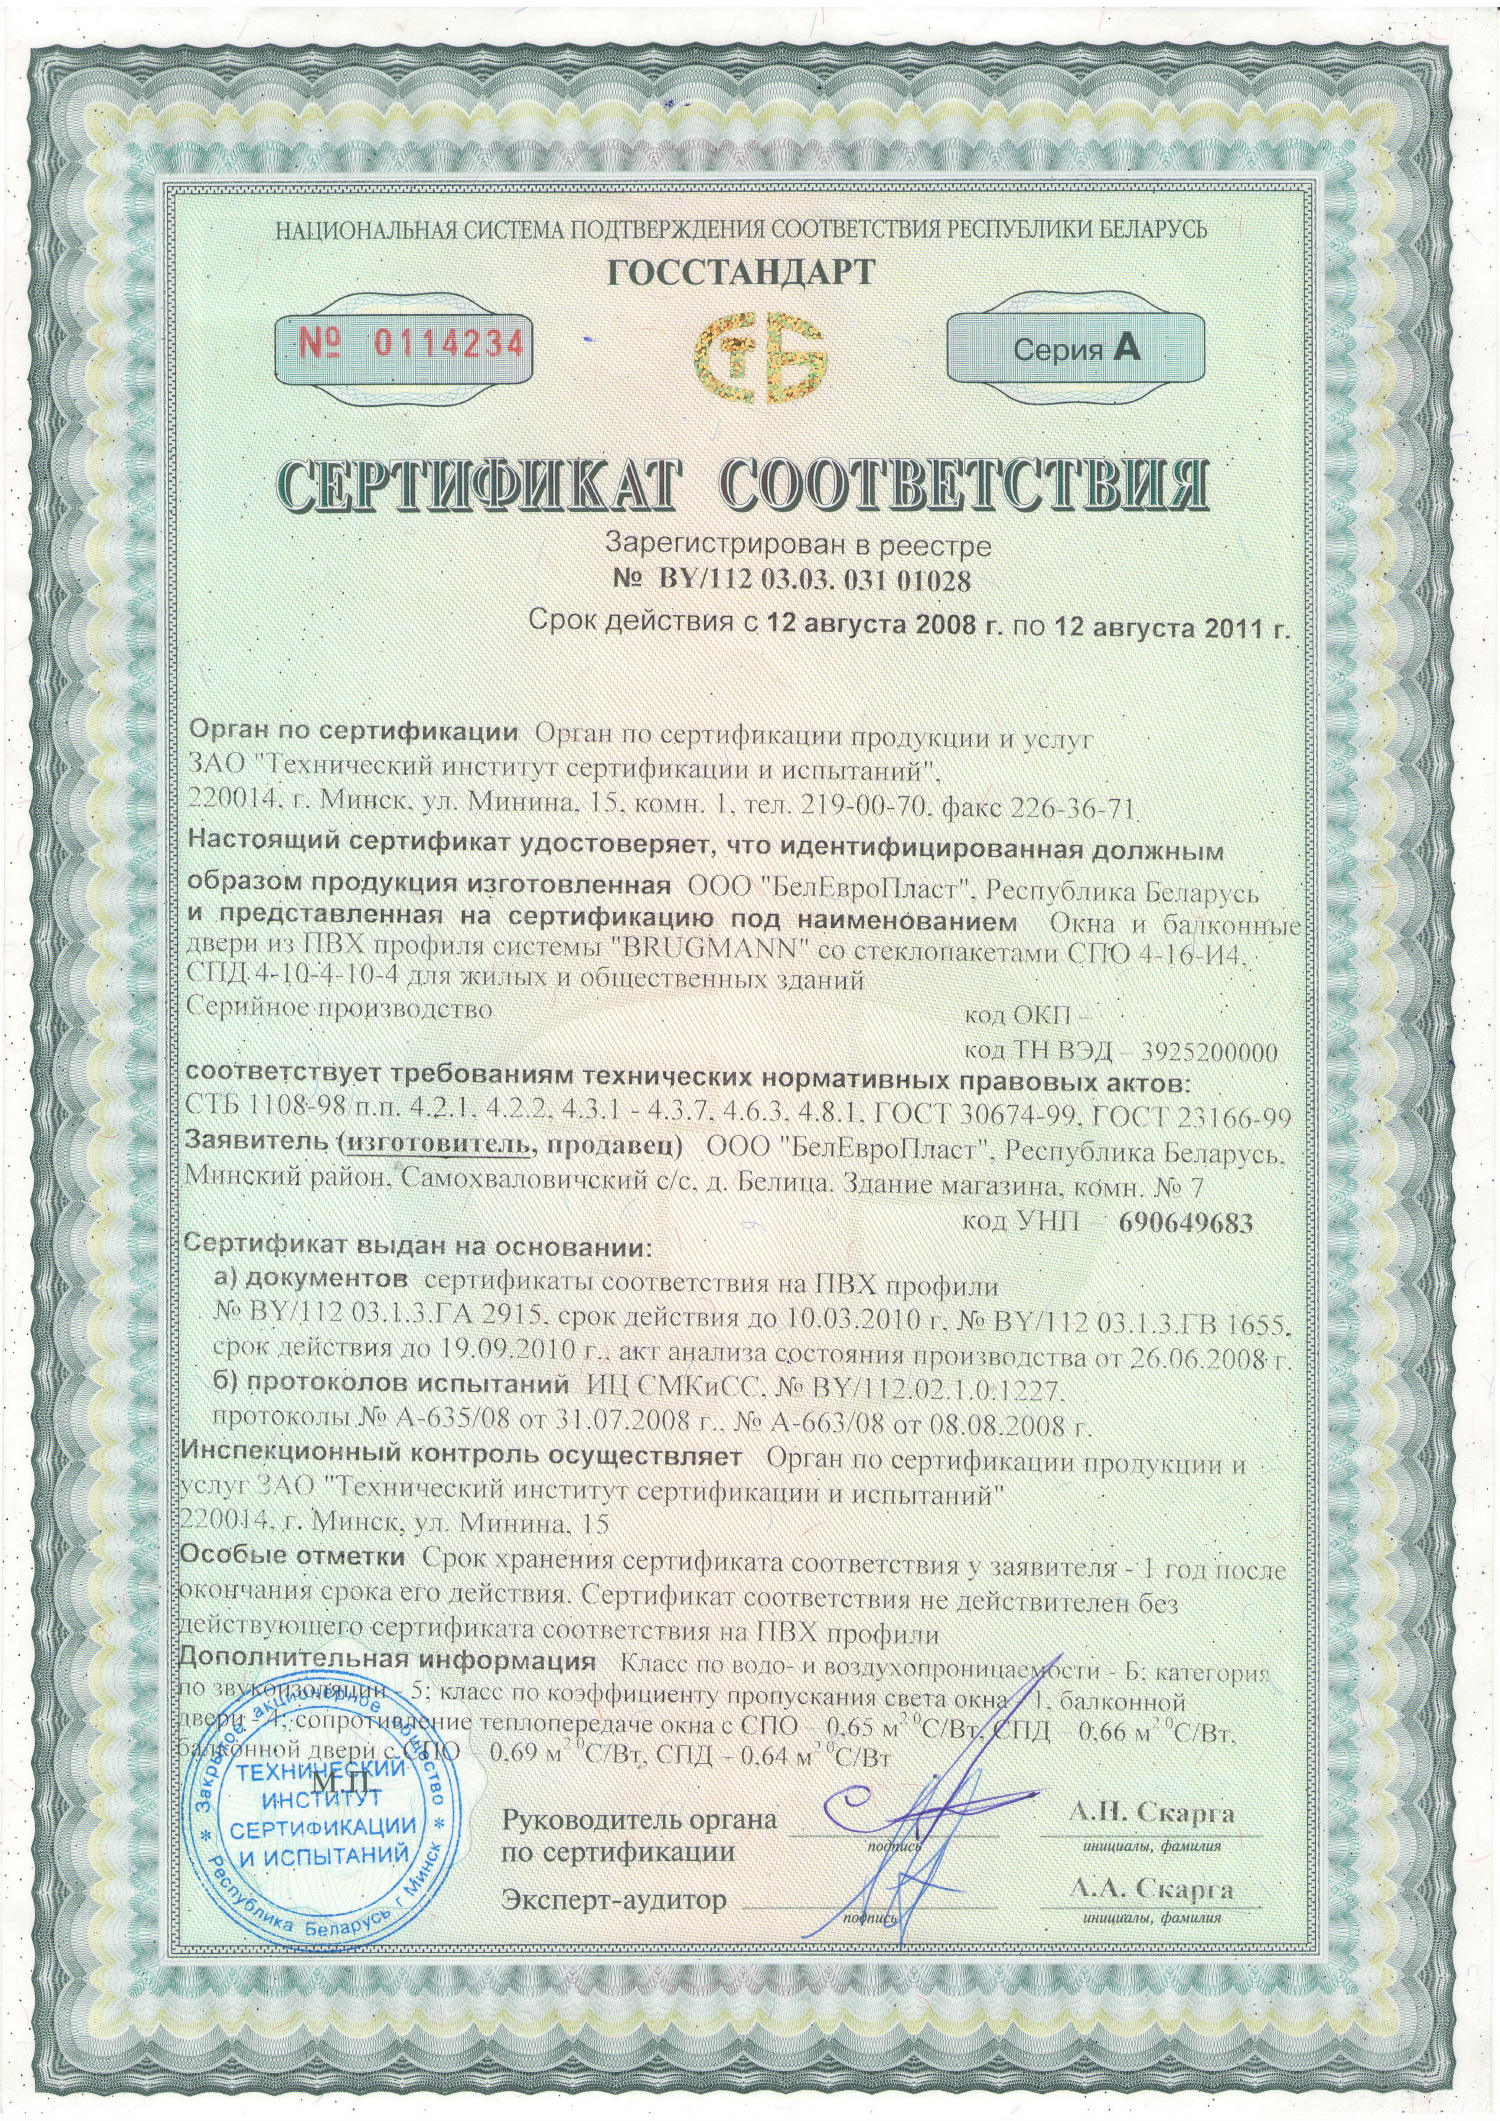 НАЦИОНАЛЬНАЯ СИСТЕМА ПОДТВЕРЖДЕНИЯ СООТВЕТСТВИЯ РЕСПУБЛИКИ БЕЛАРУСЬ
ГОССТАНДАРТ
№ 0114234
СТБ
Серия А
СЕРТИФИКАТ СООТВЕТСТВИЯ
Зарегистрирован в реестре
№ BY/112 03.03. 031 01028
Срок действия с 12 августа 2008 г. по 12 августа 2011 г.
Орган по сертификации Орган по сертификации продукции и услуг
ЗАО "Технический институт сертификации и испытаний",
220014, г. Минск, ул. Минина, 15, комн. 1, тел. 219-00-70, факс 226-36-71
Настоящий сертификат удостоверяет, что идентифицированная должным
образом продукция изготовленная ООО "БелЕвроПласт", Республика Беларусь
и представленная на сертификацию под наименованием Окна и балконные
двери из ПВХ профиля системы "BRUGMANN" со стеклопакетами СПО 4-16-И4,
СПД 4-10-4-10-4 для жилых и общественных зданий
Серийное производство
код ОКП –
код ТН ВЭД – 3925200000
соответствует требованиям технических нормативных правовых актов:
СТБ 1108-98 п.п. 4.2.1, 4.2.2, 4.3.1 - 4.3.7, 4.6.3, 4.8.1, ГОСТ 30674-99, ГОСТ 23166-99
Заявитель (изготовитель, продавец) ООО "БелЕвроПласт", Республика Беларусь,
Минский район, Самохваловичский с/с, д. Белица. Здание магазина, комн. № 7
код УНП – 690649683
Сертификат выдан на основании:
а) документов сертификаты соответствия на ПВХ профили
№ BY/112 03.1.3.ГА 2915, срок действия до 10.03.2010 г, № BY/112 03.1.3.ГВ 1655,
срок действия до 19.09.2010 г., акт анализа состояния производства от 26.06.2008 г.
б) протоколов испытаний ИЦ СМКиСС, № BY/112.02.1.0.1227,
протоколы № А-635/08 от 31.07.2008 г., № А-663/08 от 08.08.2008 г.
Инспекционный контроль осуществляет Орган по сертификации продукции и
услуг ЗАО "Технический институт сертификации и испытаний"
220014, г. Минск, ул. Минина, 15
Особые отметки Срок хранения сертификата соответствия у заявителя - 1 год после
окончания срока его действия. Сертификат соответствия не действителен без
действующего сертификата соответствия на ПВХ профили
Дополнительная информация Класс по водо- и воздухопроницаемости - Б; категория
по звукоизоляции - 5; класс по коэффициенту пропускания света окна - 1, балконной
двери - 4; сопротивление теплопередаче окна с СПО – 0,65 м² ⁰С/Вт, СПД – 0,66 м² ⁰С/Вт,
балконной двери с СПО – 0,69 м² ⁰С/Вт, СПД – 0,64 м² ⁰С/Вт
М.П.
Закрытое акционерное общество
ТЕХНИЧЕСКИЙ
ИНСТИТУТ
СЕРТИФИКАЦИИ
И ИСПЫТАНИЙ
* Республика Беларусь г Минск *
Руководитель органа
по сертификации
подпись
А.П. Скарга
инициалы, фамилия
Эксперт-аудитор
подпись
А.А. Скарга
инициалы, фамилия